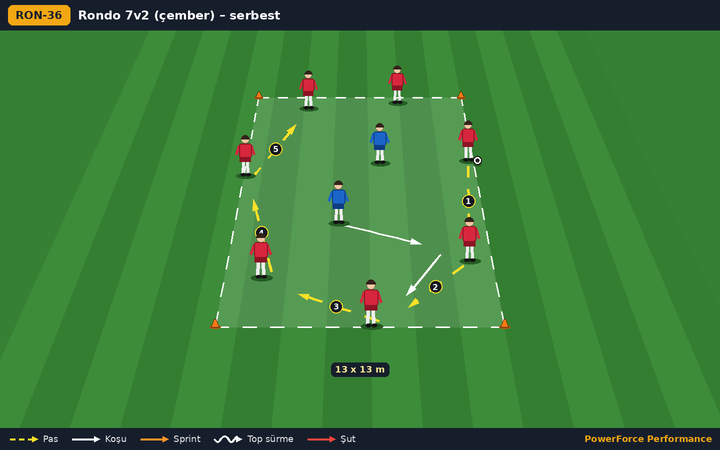 RON-36 Rondo 7v2 (çember) – serbest
5
1
4
2
3
13 x 13 m
Pas Koşu Sprint Top sürme Şut PowerForce Performance